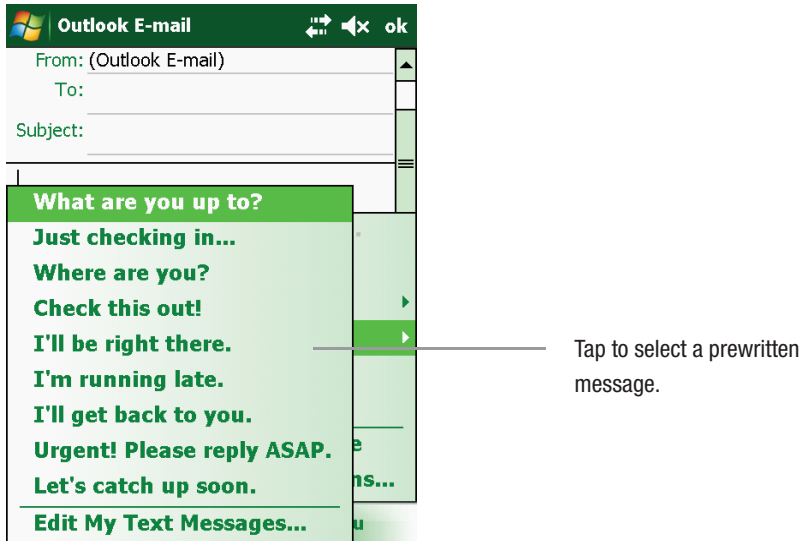 Outlook E-mail ok
From: (Outlook E-mail)
To:
Subject:
What are you up to?
Just checking in...
Where are you?
Check this out!
I'll be right there.
I'm running late.
I'll get back to you.
Urgent! Please reply ASAP.
Let's catch up soon.
Edit My Text Messages...
Tap to select a prewritten
message.